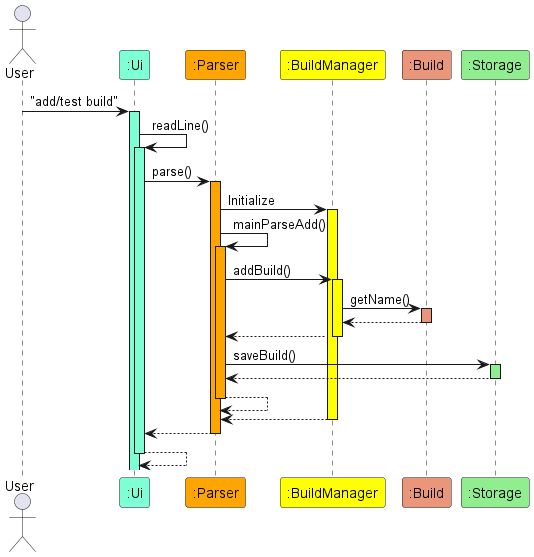 User
:Ui
:Parser
:BuildManager
:Build
:Storage
"add/test build"
readLine()
parse()
Initialize
mainParseAdd()
addBuild()
getName()
saveBuild()
User
:Ui
:Parser
:BuildManager
:Build
:Storage